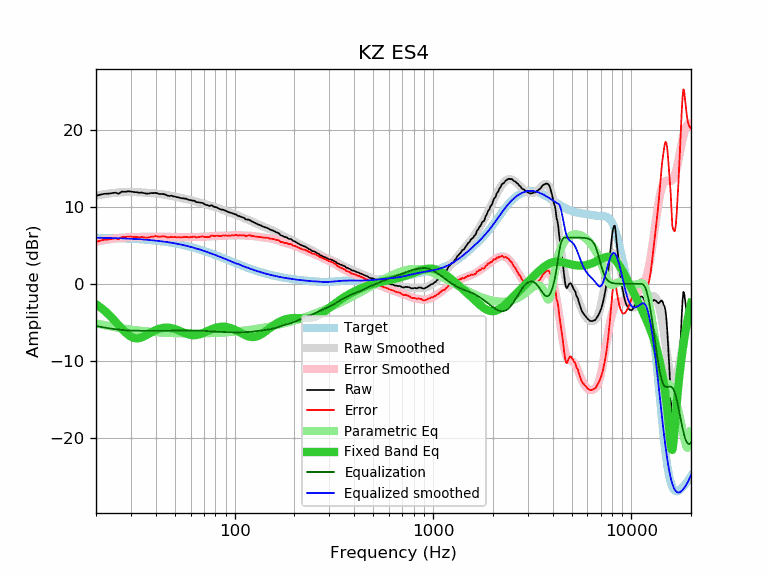 KZ ES4
Amplitude (dBr)
20
10
0
−10
−20
Target
Raw Smoothed
Error Smoothed
Raw
Error
Parametric Eq
Fixed Band Eq
Equalization
Equalized smoothed
100
1000
10000
Frequency (Hz)